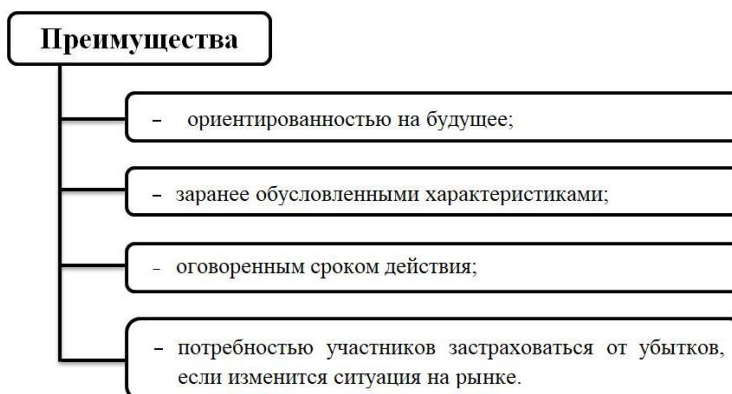 Преимущества
- ориентированностью на будущее;
- заранее обусловленными характеристиками;
- оговоренным сроком действия;
- потребностью участников застраховаться от убытков,
если изменится ситуация на рынке.